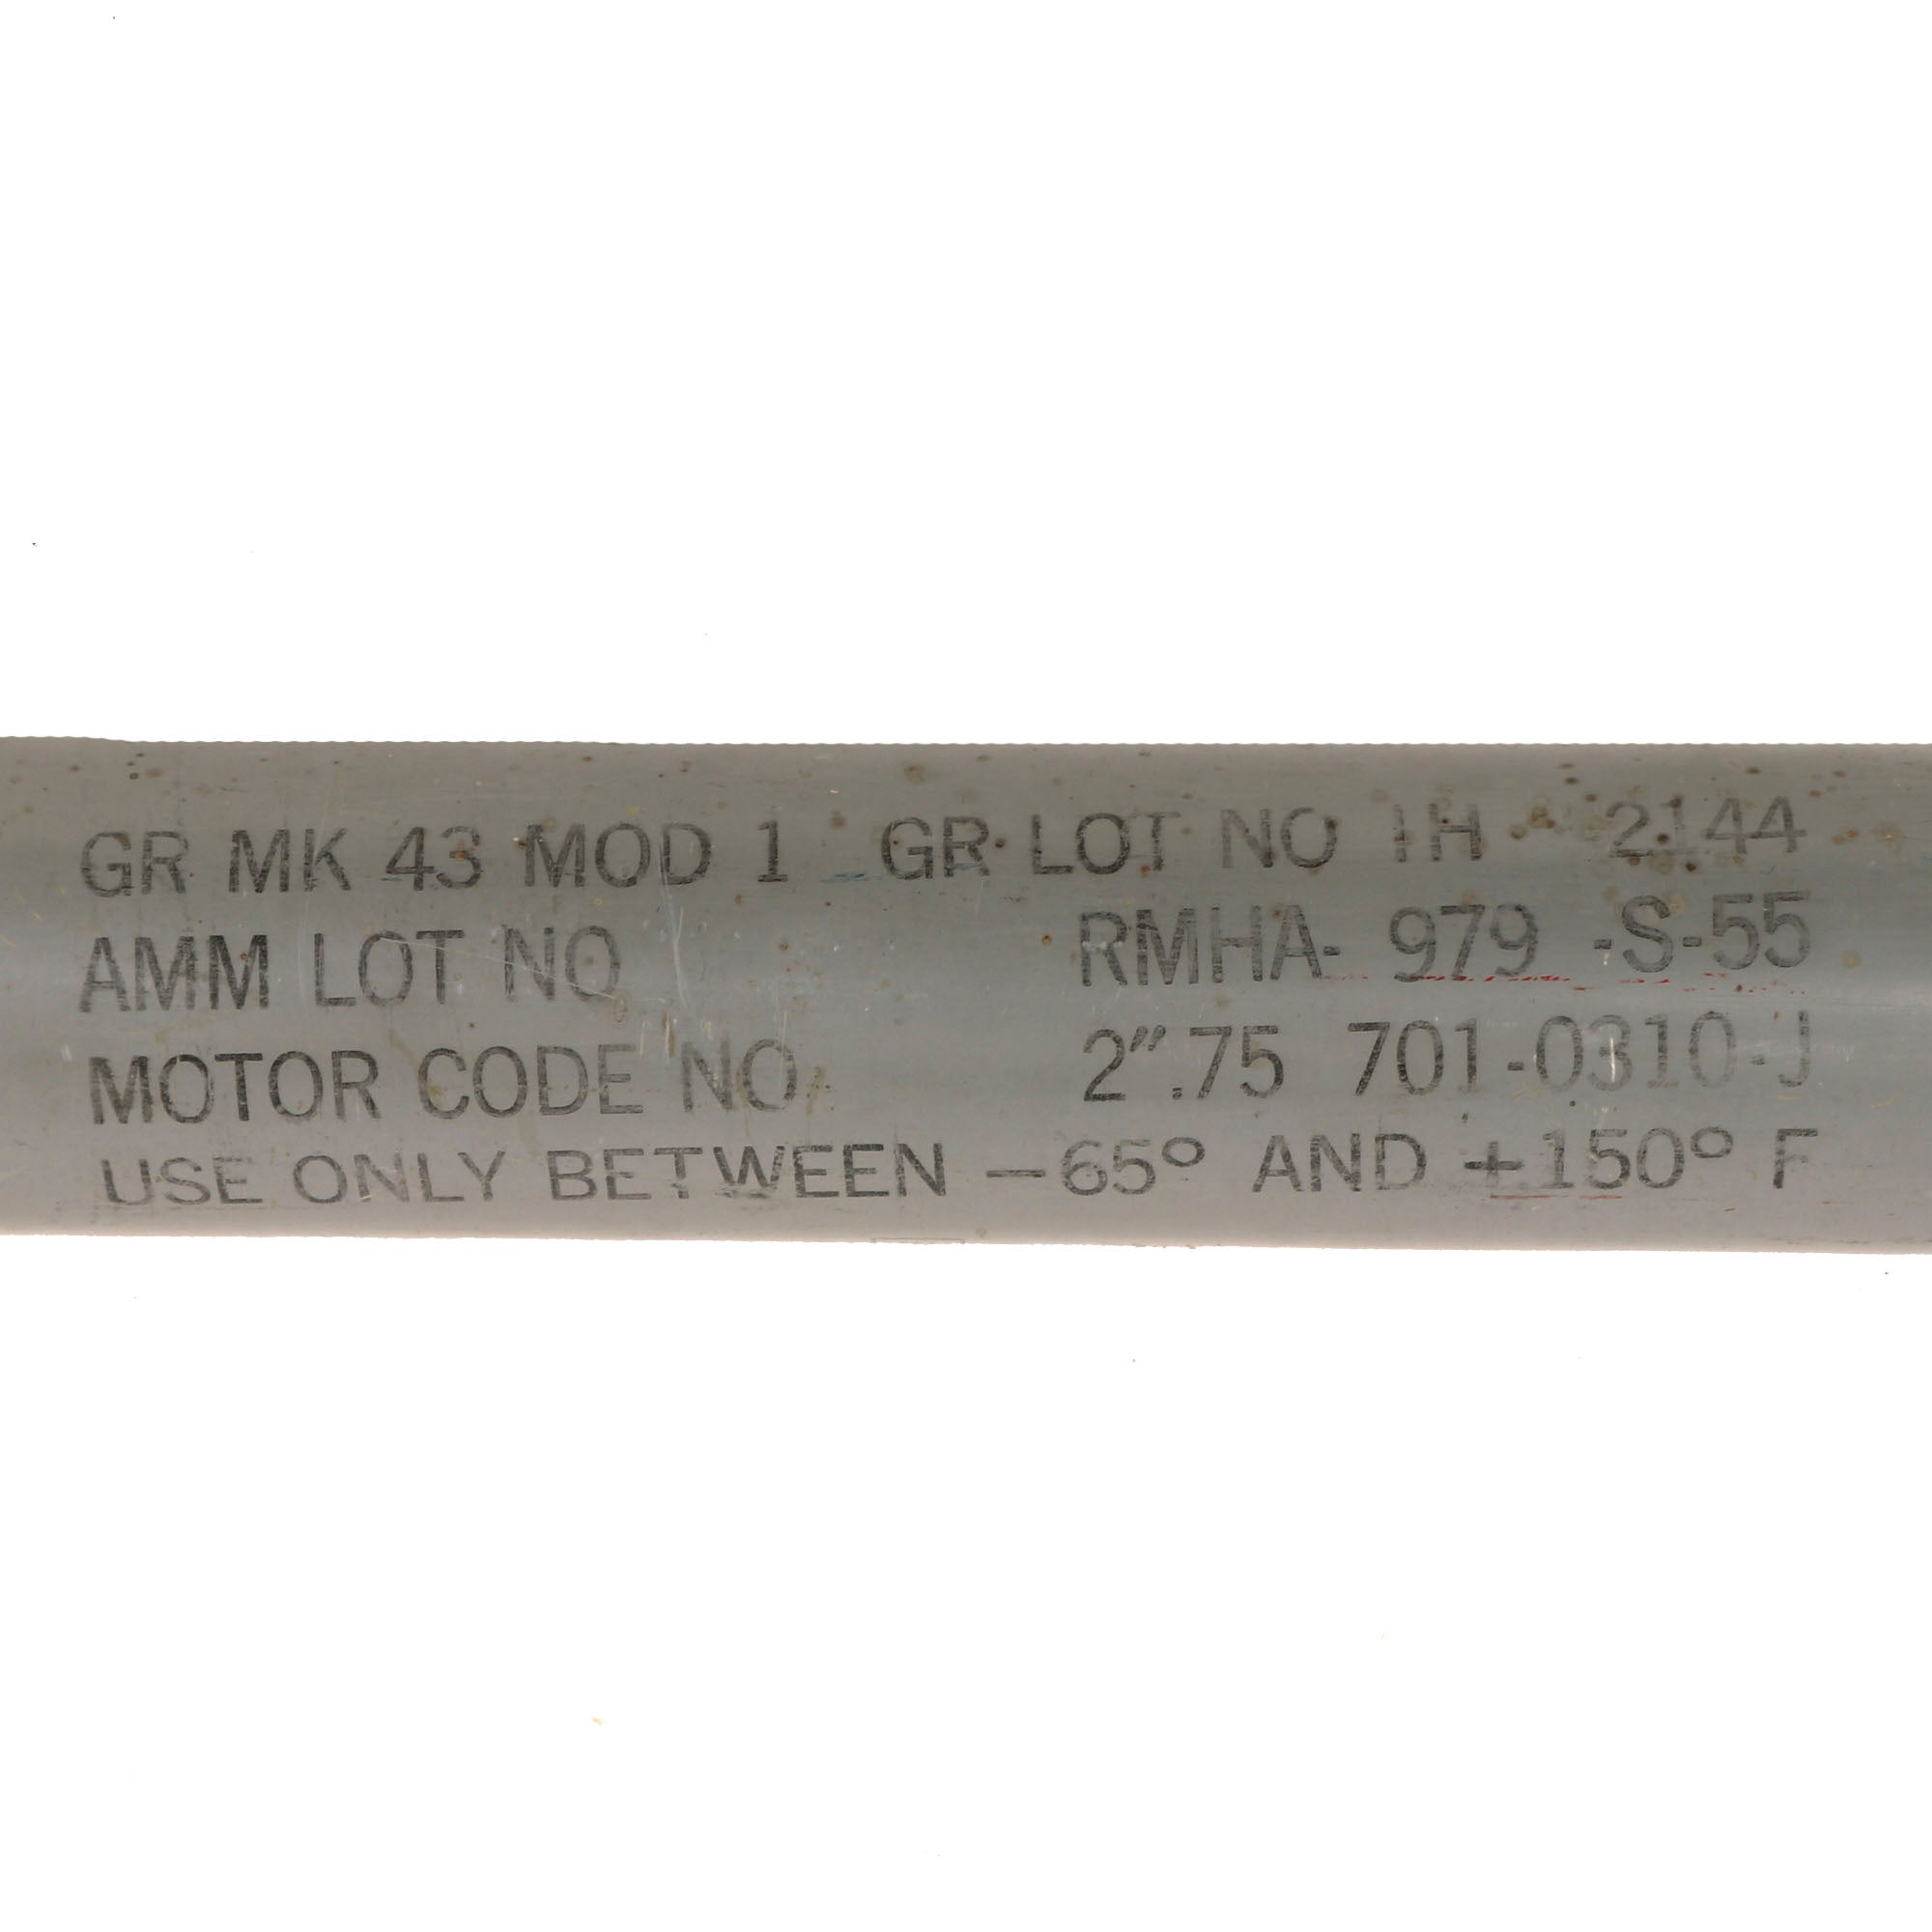 GR MK 43 MOD 1 GR LOT NO IH - 2144
AMM LOT NO RMHA- 979 -S-55
MOTOR CODE NO. 2".75 701-0310-J
USE ONLY BETWEEN -65° AND +150° F